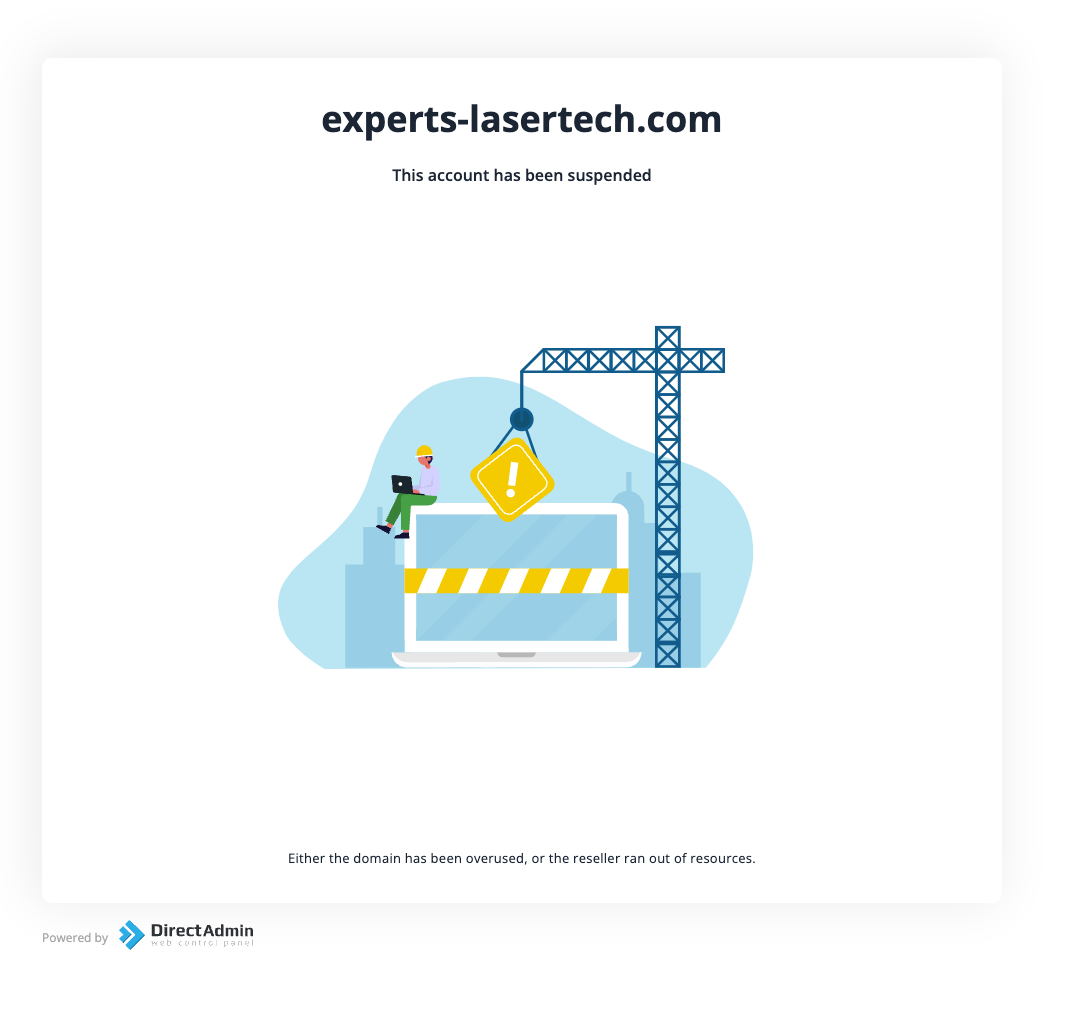 experts-lasertech.com
This account has been suspended
!
Either the domain has been overused, or the reseller ran out of resources.
Powered by DirectAdmin
web control panel